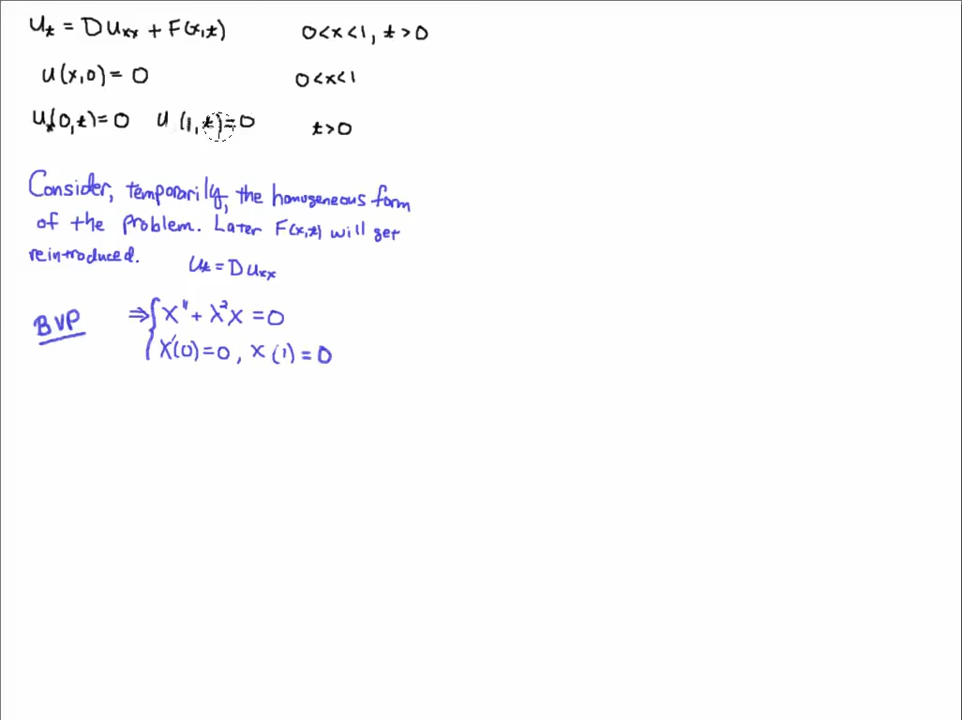 u_t = D u_xx + F(x,t)    0<x<1, t>0
u(x,0) = 0    0<x<1
u_x(0,t)=0   u(1,t)=0    t>0
Consider, temporarily, the homogeneous form
of the problem. Later F(x,t) will get
reintroduced.    u_t = D u_xx
BVP  ⇒ { X'' + λ²X = 0
X'(0)=0, X(1)=0